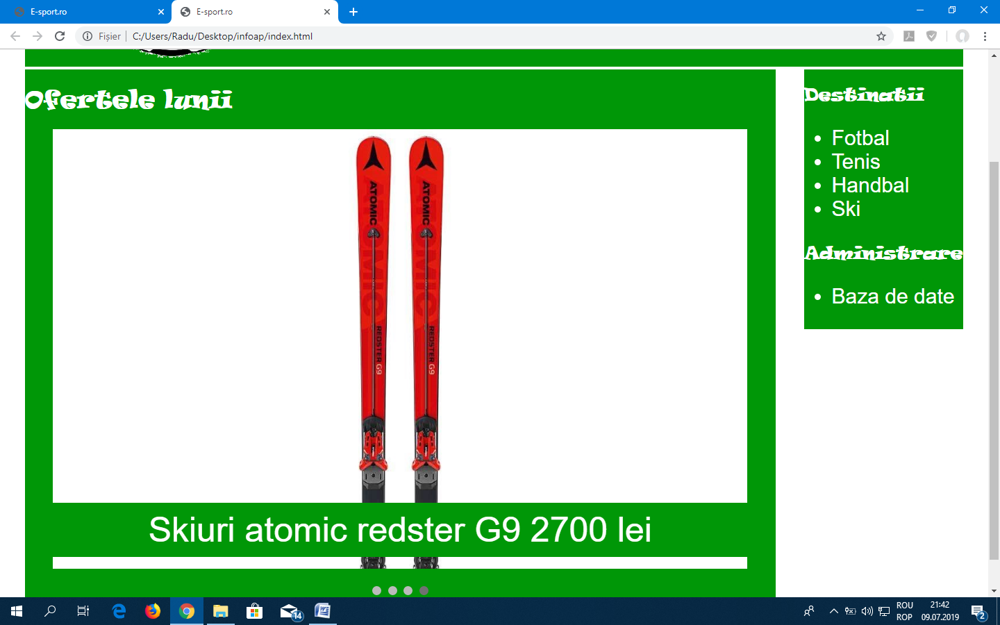 E-sport.ro
E-sport.ro
Fișier
C:/Users/Radu/Desktop/infoap/index.html
Ofertele lunii
ATOMIC
ATOMIC
ATOMIC
ATOMIC
REDSTER G9
REDSTER G9
Skiuri atomic redster G9 2700 lei
Destinatii
Fotbal
Tenis
Handbal
Ski
Administrare
Baza de date
14
ROU
ROP
21:42
09.07.2019
2